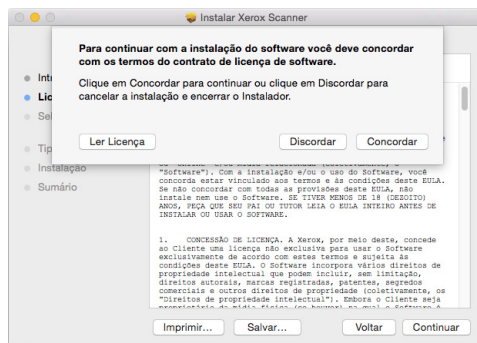 Instalar Xerox Scanner
Para continuar com a instalação do software você deve concordar
com os termos do contrato de licença de software.
Clique em Concordar para continuar ou clique em Discordar para
cancelar a instalação e encerrar o Instalador.
Ler Licença
Discordar
Concordar
Int
Lic
Sel
Tip
Instalação
Sumário
"Software"). Com a instalação e/ou o uso do Software, você
concorda estar vinculado aos termos e às condições deste EULA.
Se não concordar com todas as provisões deste EULA, não
instale nem use o Software. SE TIVER MENOS DE 18 (DEZOITO)
ANOS, PEÇA QUE SEU PAI OU TUTOR LEIA O EULA INTEIRO ANTES DE
INSTALAR OU USAR O SOFTWARE.
1. CONCESSÃO DE LICENÇA. A Xerox, por meio deste, concede
ao Cliente uma licença não exclusiva para usar o Software
exclusivamente de acordo com estes termos e sujeita às
condições deste EULA. O Software incorpora vários direitos de
propriedade intelectual que podem incluir, sem limitação,
direitos autorais, marcas registradas, patentes, segredos
comerciais e outros direitos de propriedade (coletivamente, os
"Direitos de propriedade intelectual"). Embora o Cliente seja
Imprimir...
Salvar...
Voltar
Continuar